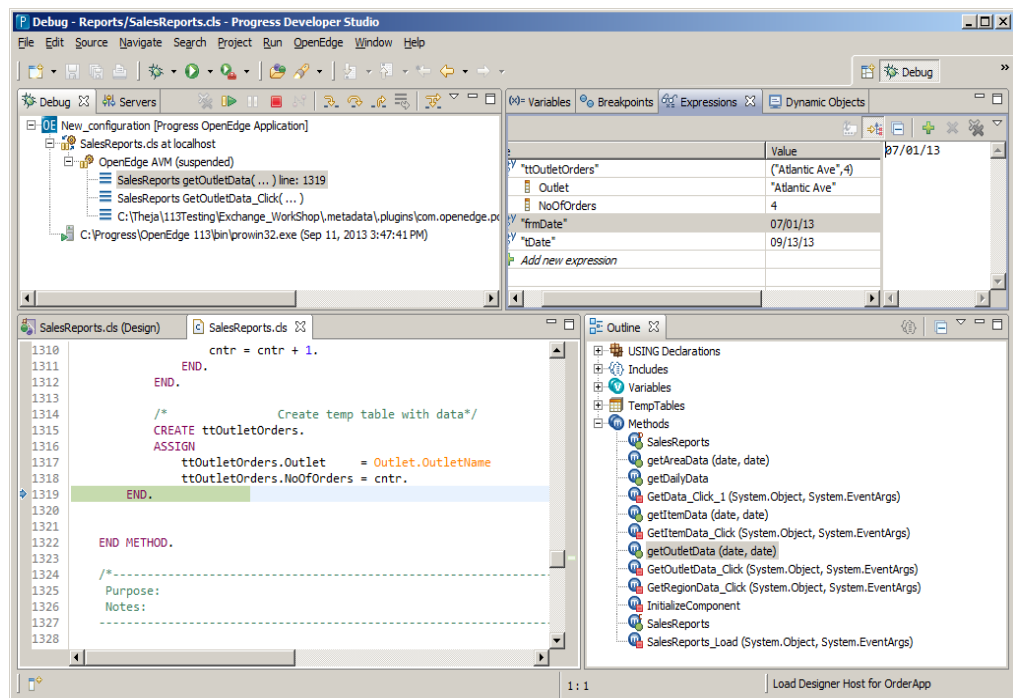 Debug - Reports/SalesReports.cls - Progress Developer Studio
File Edit Source Navigate Search Project Run OpenEdge Window Help
Debug
»
Debug Servers
New_configuration [Progress OpenEdge Application]
SalesReports.cls at localhost
OpenEdge AVM (suspended)
SalesReports getOutletData( ... ) line: 1319
SalesReports GetOutletData_Click( ... )
C:\Theja\113Testing\Exchange_WorkShop\.metadata\.plugins\com.openedge.pd
C:\Progress\OpenEdge 113\bin\prowin32.exe (Sep 11, 2013 3:47:41 PM)
(x)= Variables Breakpoints Expressions Dynamic Objects
Value
"ttOutletOrders" ("Atlantic Ave",4)
Outlet "Atlantic Ave"
NoOfOrders 4
"frmDate" 07/01/13
"tDate" 09/13/13
Add new expression
07/01/13
SalesReports.cls (Design) SalesReports.cls
1310 cntr = cntr + 1.
1311 END.
1312 END.
1313
1314 /* Create temp table with data*/
1315 CREATE ttOutletOrders.
1316 ASSIGN
1317 ttOutletOrders.Outlet = Outlet.OutletName
1318 ttOutletOrders.NoOfOrders = cntr.
1319 END.
1320
1321
1322 END METHOD.
1323
1324 /*------------------------------------------------------------
1325 Purpose:
1326 Notes:
1327 ------------------------------------------------------------
1328
Outline
USING Declarations
Includes
Variables
TempTables
Methods
SalesReports
getAreaData (date, date)
getDailyData
GetData_Click_1 (System.Object, System.EventArgs)
getItemData (date, date)
GetItemData_Click (System.Object, System.EventArgs)
getOutletData (date, date)
GetOutletData_Click (System.Object, System.EventArgs)
GetRegionData_Click (System.Object, System.EventArgs)
InitializeComponent
SalesReports
SalesReports_Load (System.Object, System.EventArgs)
1 : 1
Load Designer Host for OrderApp